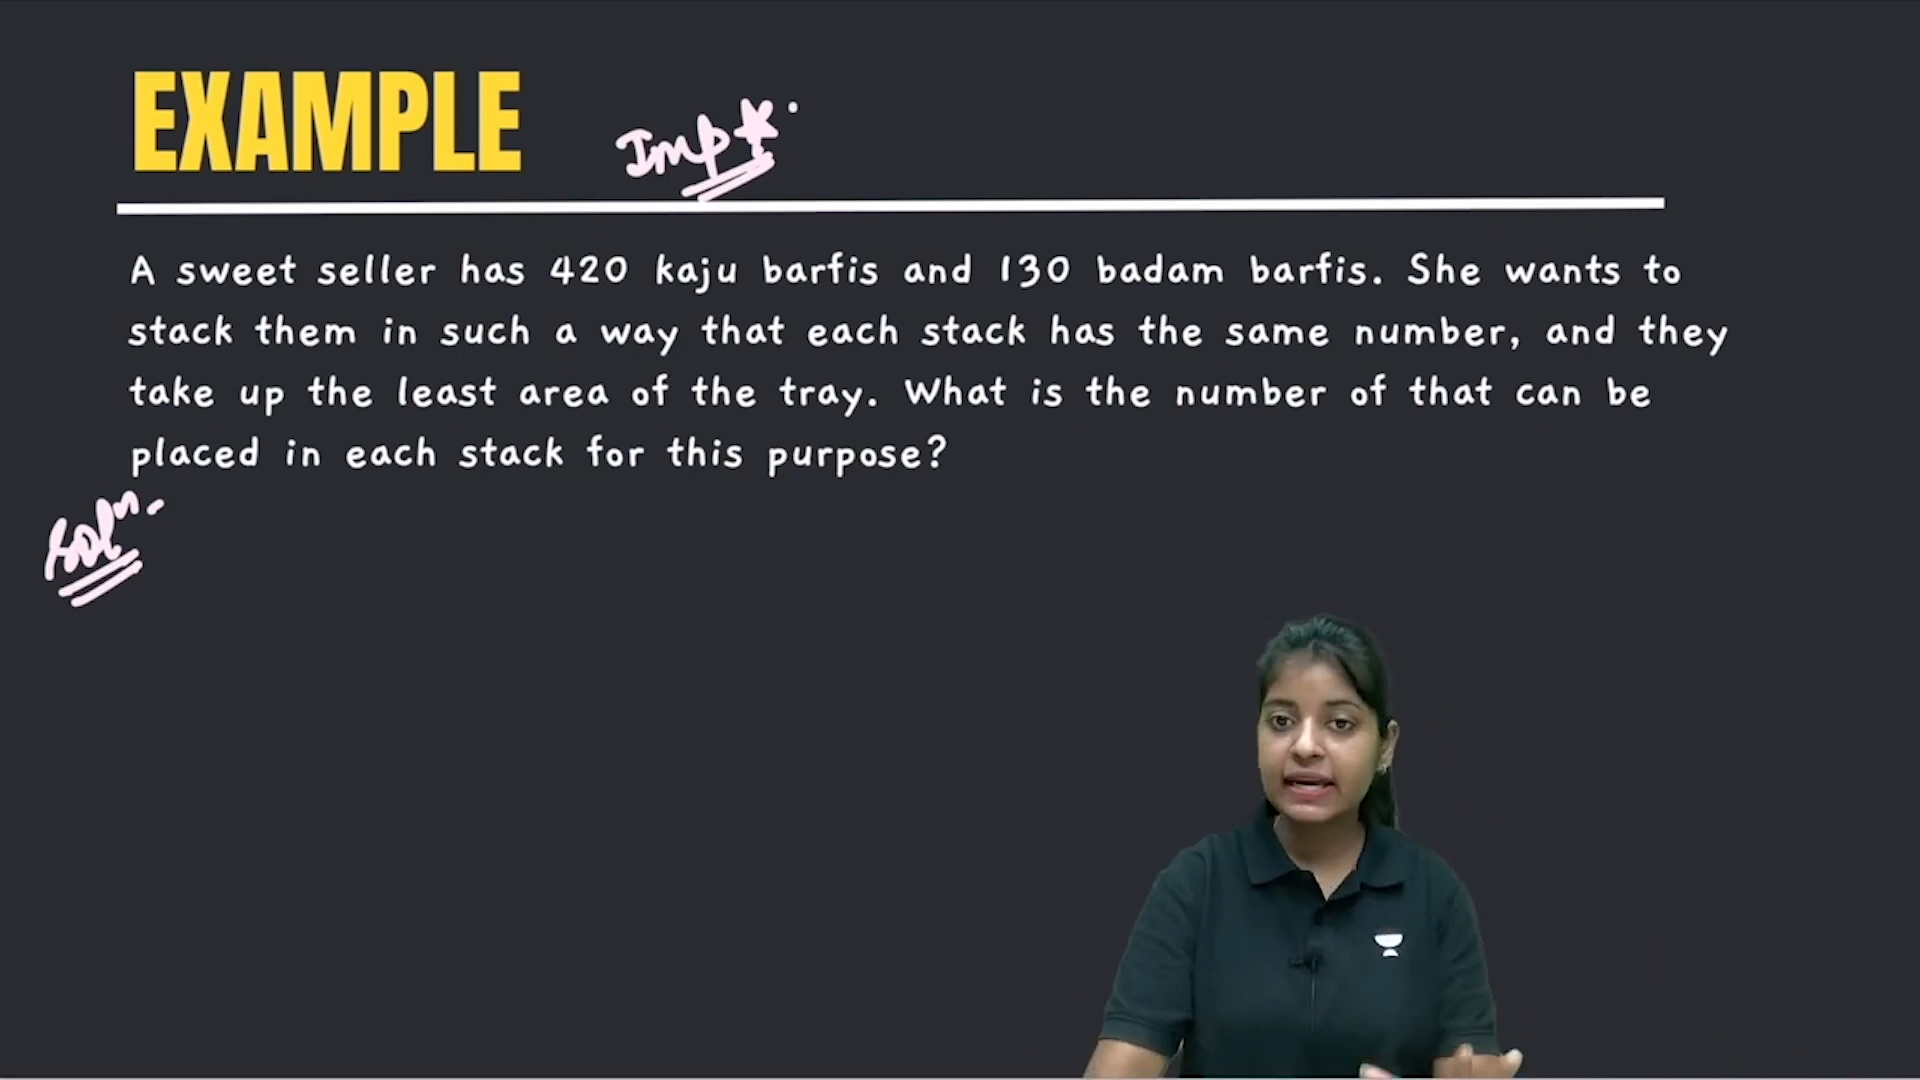 EXAMPLE
Imp
A sweet seller has 420 kaju barfis and 130 badam barfis. She wants to
stack them in such a way that each stack has the same number, and they
take up the least area of the tray. What is the number of that can be
placed in each stack for this purpose?
Solⁿ.